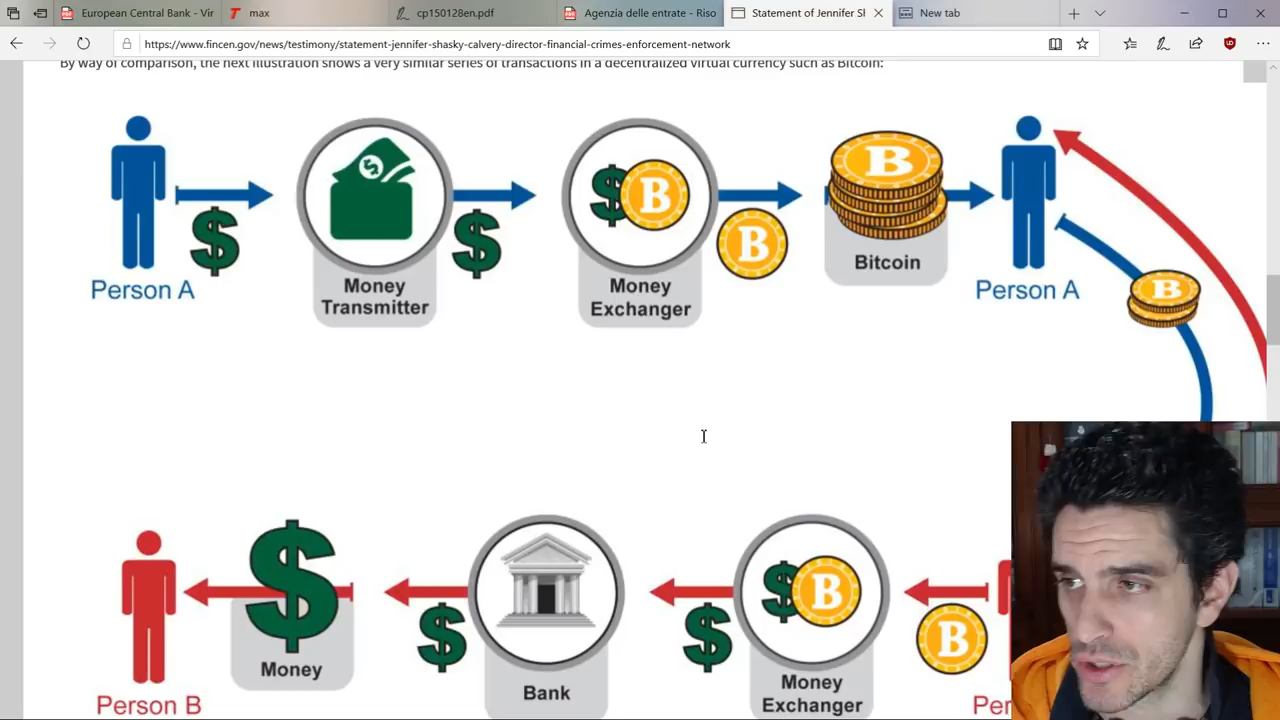 European Central Bank - Vir
max
cp150128en.pdf
Agenzia delle entrate - Riso
Statement of Jennifer Sh
New tab
https://www.fincen.gov/news/testimony/statement-jennifer-shasky-calvery-director-financial-crimes-enforcement-network
By way of comparison, the next illustration shows a very similar series of transactions in a decentralized virtual currency such as Bitcoin:
$
$
$ B
B
B
B
Person A
Money
Transmitter
Money
Exchanger
Bitcoin
Person A
$
$
$
$ B
B
Person B
Money
Bank
Money
Exchanger
Per